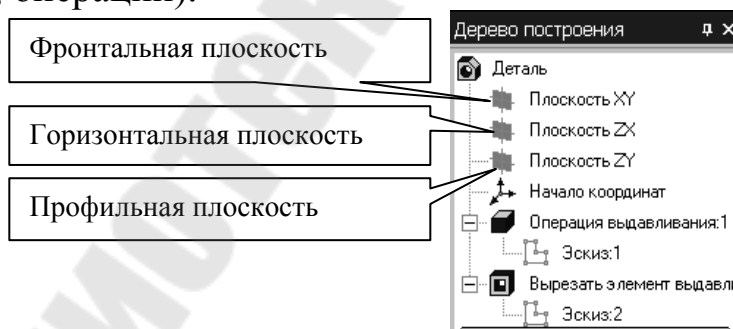 операции).
Фронтальная плоскость
Горизонтальная плоскость
Профильная плоскость
Дерево построения
Деталь
Плоскость XY
Плоскость ZX
Плоскость ZY
Начало координат
Операция выдавливания:1
Эскиз:1
Вырезать элемент выдавли
Эскиз:2